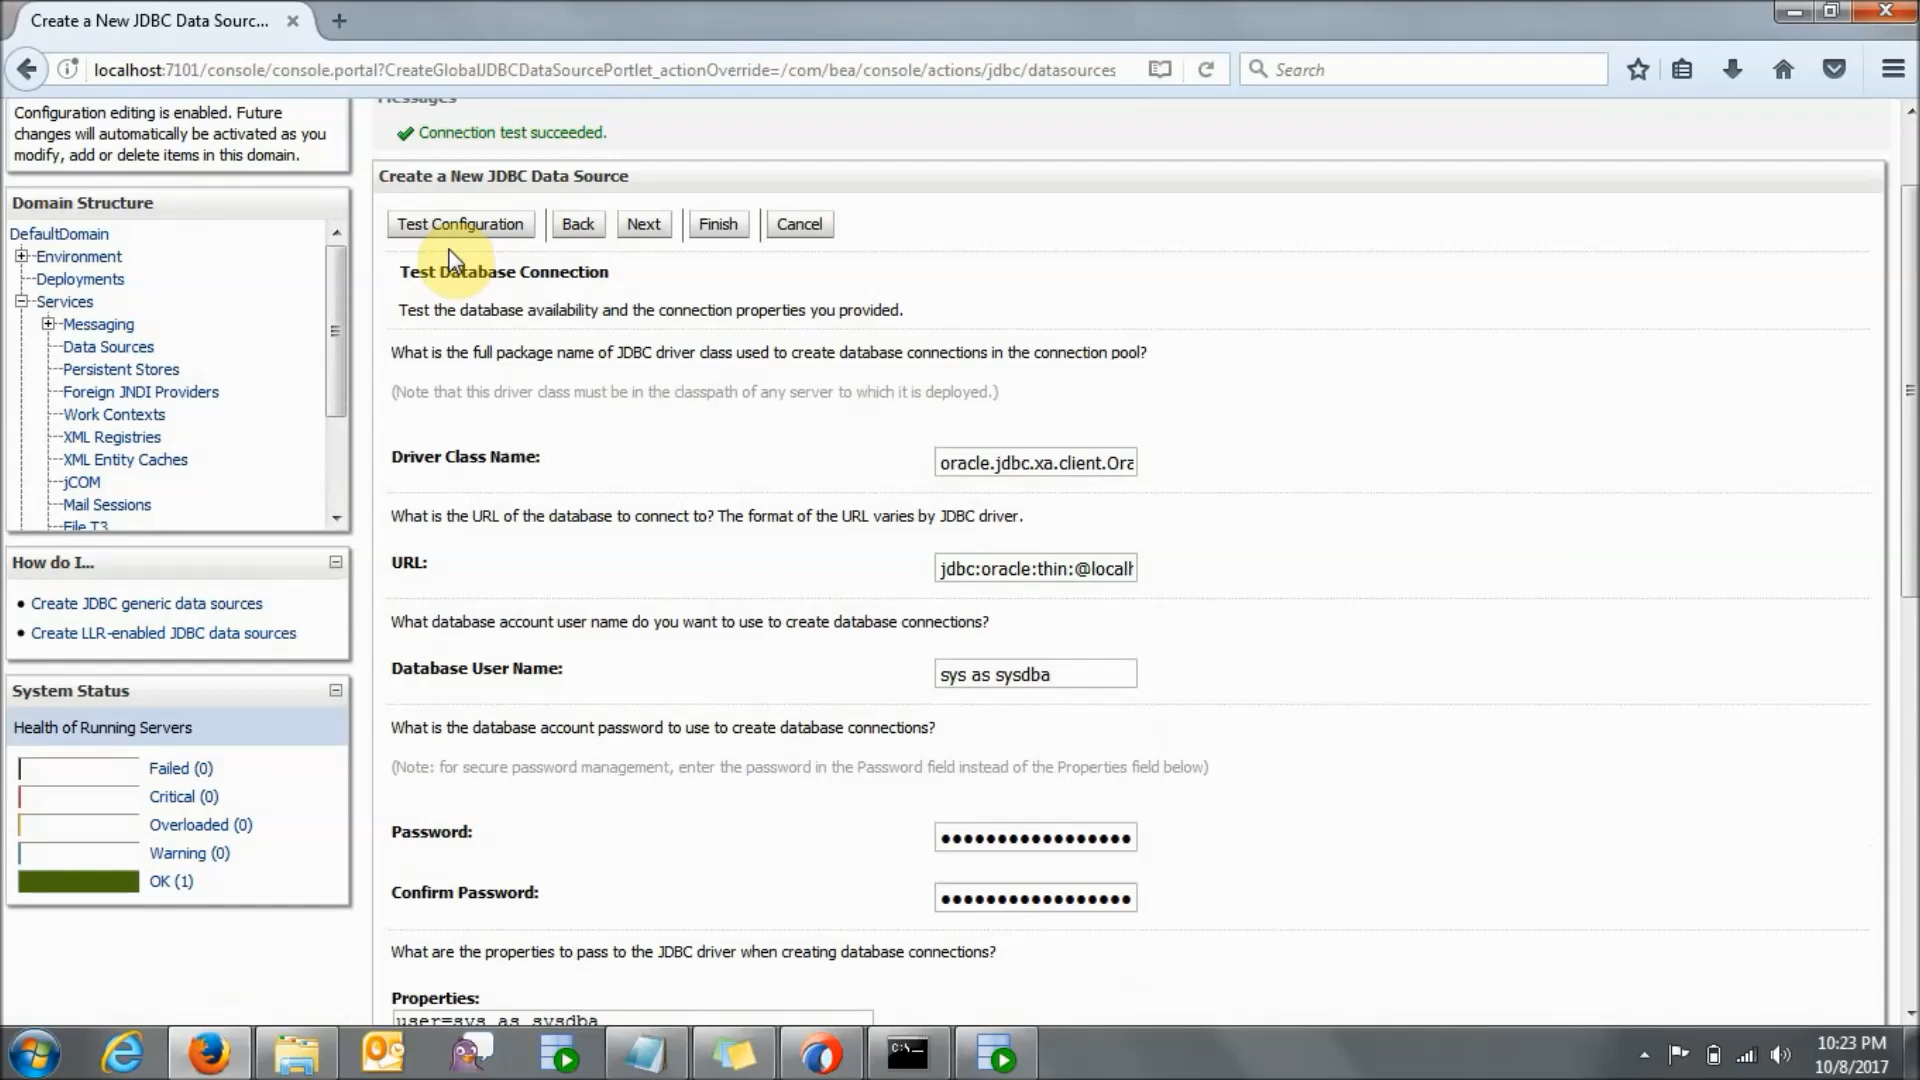 Create a New JDBC Data Sourc...
localhost:7101/console/console.portal?CreateGlobalJDBCDataSourcePortlet_actionOverride=/com/bea/console/actions/jdbc/datasources
Search
Configuration editing is enabled. Future
changes will automatically be activated as you
modify, add or delete items in this domain.
Domain Structure
DefaultDomain
Environment
Deployments
Services
Messaging
Data Sources
Persistent Stores
Foreign JNDI Providers
Work Contexts
XML Registries
XML Entity Caches
jCOM
Mail Sessions
File T3
How do I...
Create JDBC generic data sources
Create LLR-enabled JDBC data sources
System Status
Health of Running Servers
Failed (0)
Critical (0)
Overloaded (0)
Warning (0)
OK (1)
Messages
Connection test succeeded.
Create a New JDBC Data Source
Test Configuration
Back
Next
Finish
Cancel
Test Database Connection
Test the database availability and the connection properties you provided.
What is the full package name of JDBC driver class used to create database connections in the connection pool?
(Note that this driver class must be in the classpath of any server to which it is deployed.)
Driver Class Name:
oracle.jdbc.xa.client.Ora
What is the URL of the database to connect to? The format of the URL varies by JDBC driver.
URL:
jdbc:oracle:thin:@localh
What database account user name do you want to use to create database connections?
Database User Name:
sys as sysdba
What is the database account password to use to create database connections?
(Note: for secure password management, enter the password in the Password field instead of the Properties field below)
Password:
Confirm Password:
What are the properties to pass to the JDBC driver when creating database connections?
Properties:
user=sys as sysdba
10:23 PM
10/8/2017